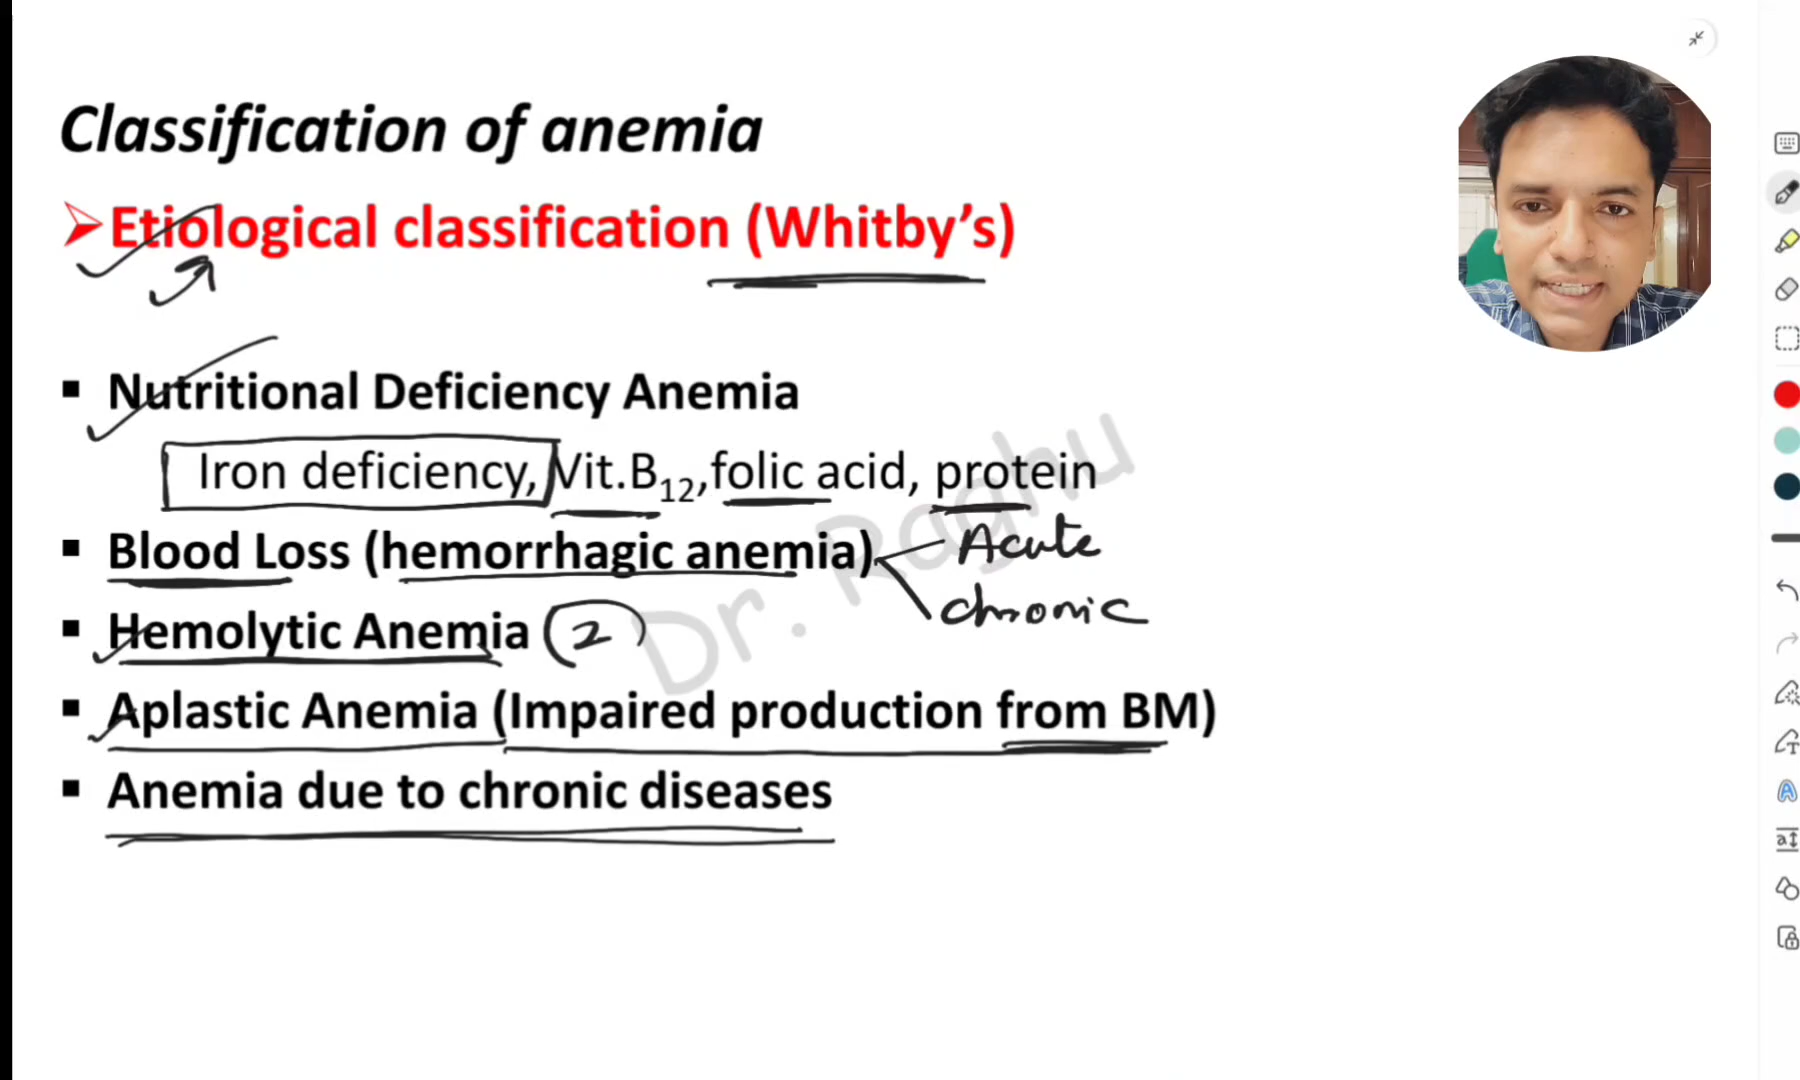 Classification of anemia
➢Etiological classification (Whitby’s)
▪ Nutritional Deficiency Anemia
Iron deficiency, Vit.B₁₂,folic acid, protein
▪ Blood Loss (hemorrhagic anemia) Acute
chronic
▪ Hemolytic Anemia (2)
▪ Aplastic Anemia (Impaired production from BM)
▪ Anemia due to chronic diseases
Dr. Raghu